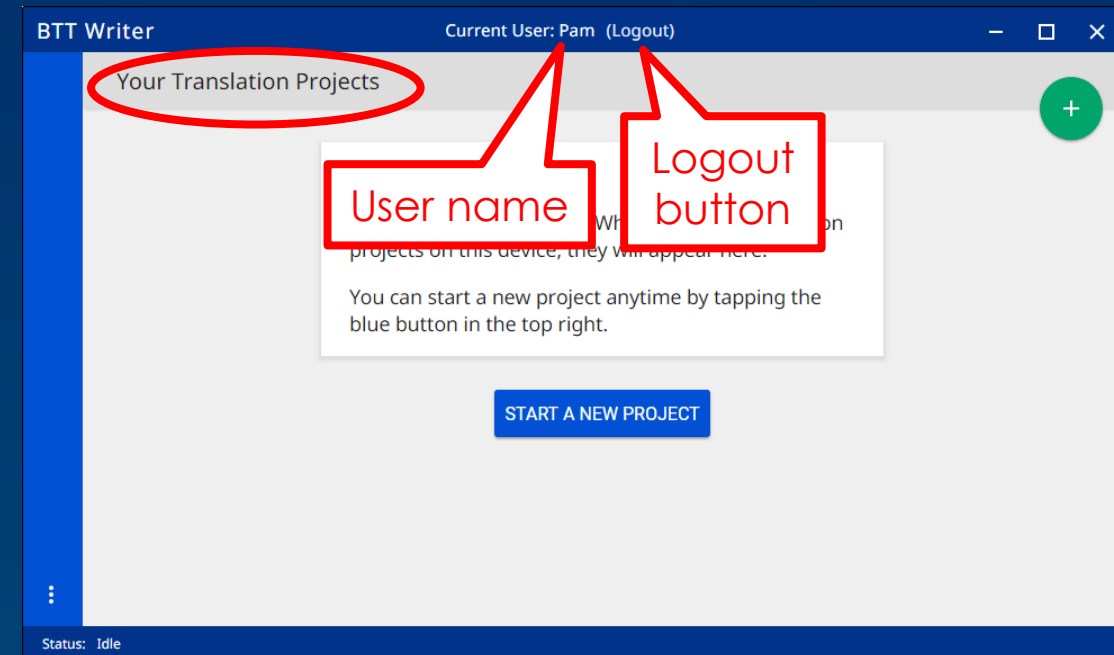 BTT Writer
Current User: Pam (Logout)
Your Translation Projects
+
User name
Logout
button
Wh
on
projects on this device, they will appear here.
You can start a new project anytime by tapping the
blue button in the top right.
START A NEW PROJECT
Status: Idle